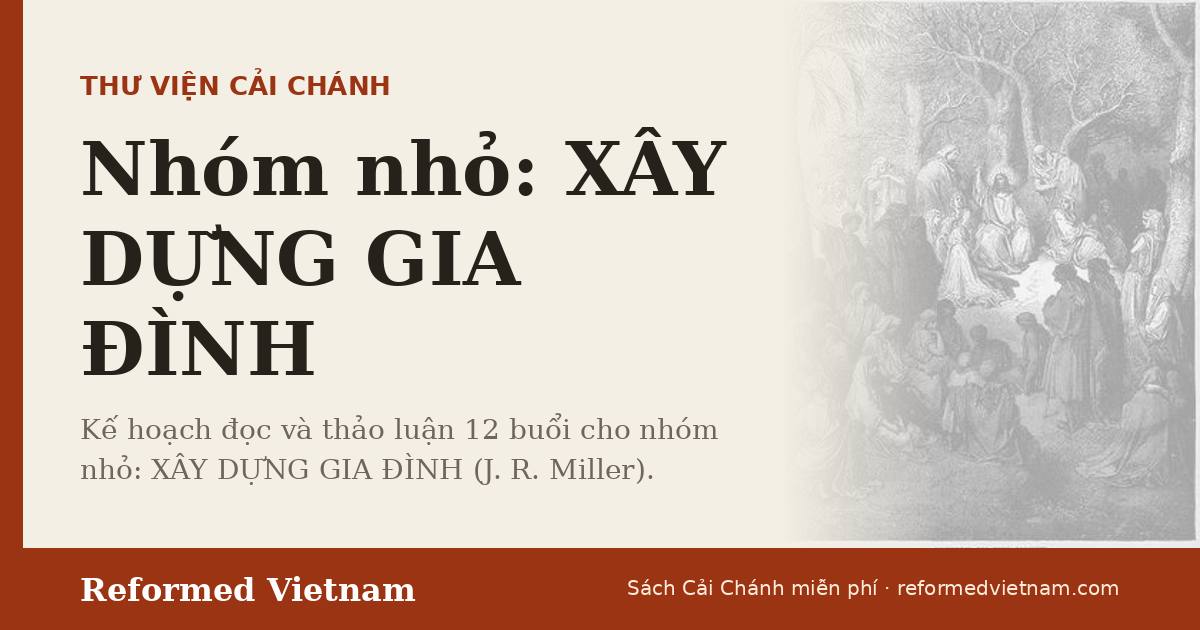 THƯ VIỆN CẢI CHÁNH
Nhóm nhỏ: XÂY
DỰNG GIA
ĐÌNH
Kế hoạch đọc và thảo luận 12 buổi cho nhóm
nhỏ: XÂY DỰNG GIA ĐÌNH (J. R. Miller).
Reformed Vietnam
Sách Cải Chánh miễn phí · reformedvietnam.com